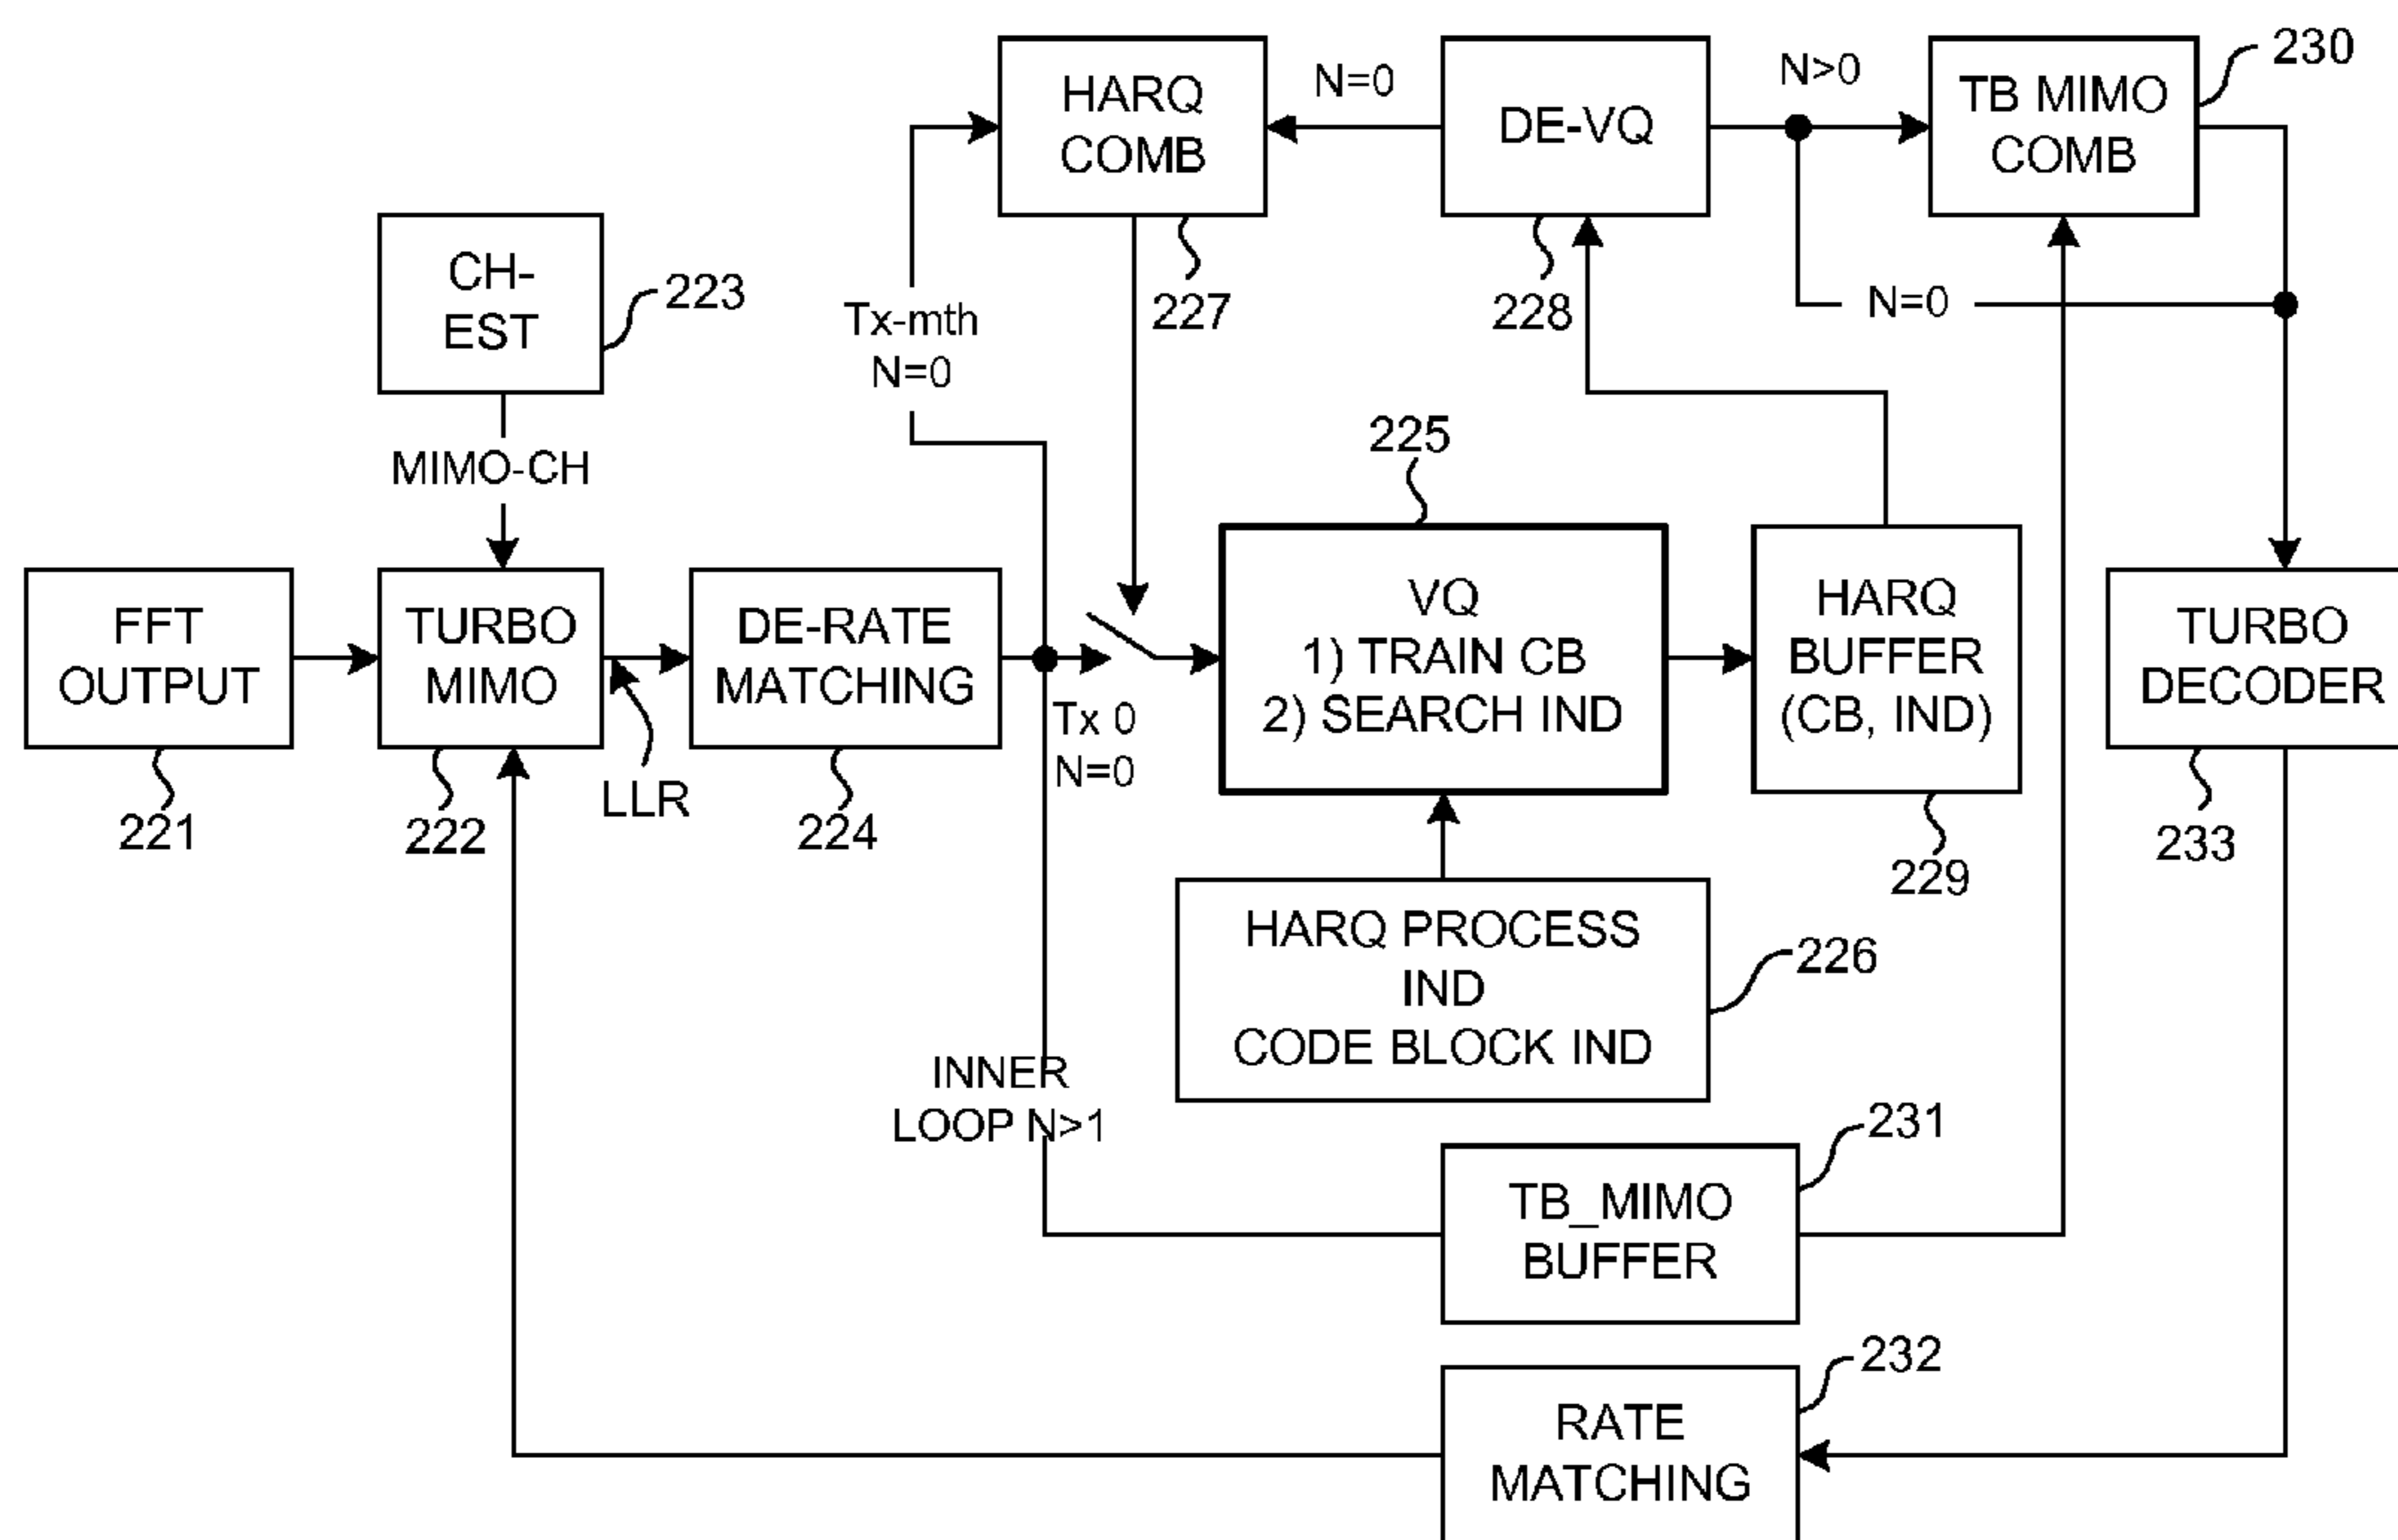 HARQ
COMB
227
N=0
DE-VQ
228
N>0
TB MIMO
COMB
230
N=0
CH-
EST
223
MIMO-CH
Tx-mth
N=0
FFT
OUTPUT
221
TURBO
MIMO
222
LLR
DE-RATE
MATCHING
224
Tx 0
N=0
225
VQ
1) TRAIN CB
2) SEARCH IND
HARQ
BUFFER
(CB, IND)
229
TURBO
DECODER
233
HARQ PROCESS
IND
CODE BLOCK IND
226
INNER
LOOP N>1
TB_MIMO
BUFFER
231
RATE
MATCHING
232